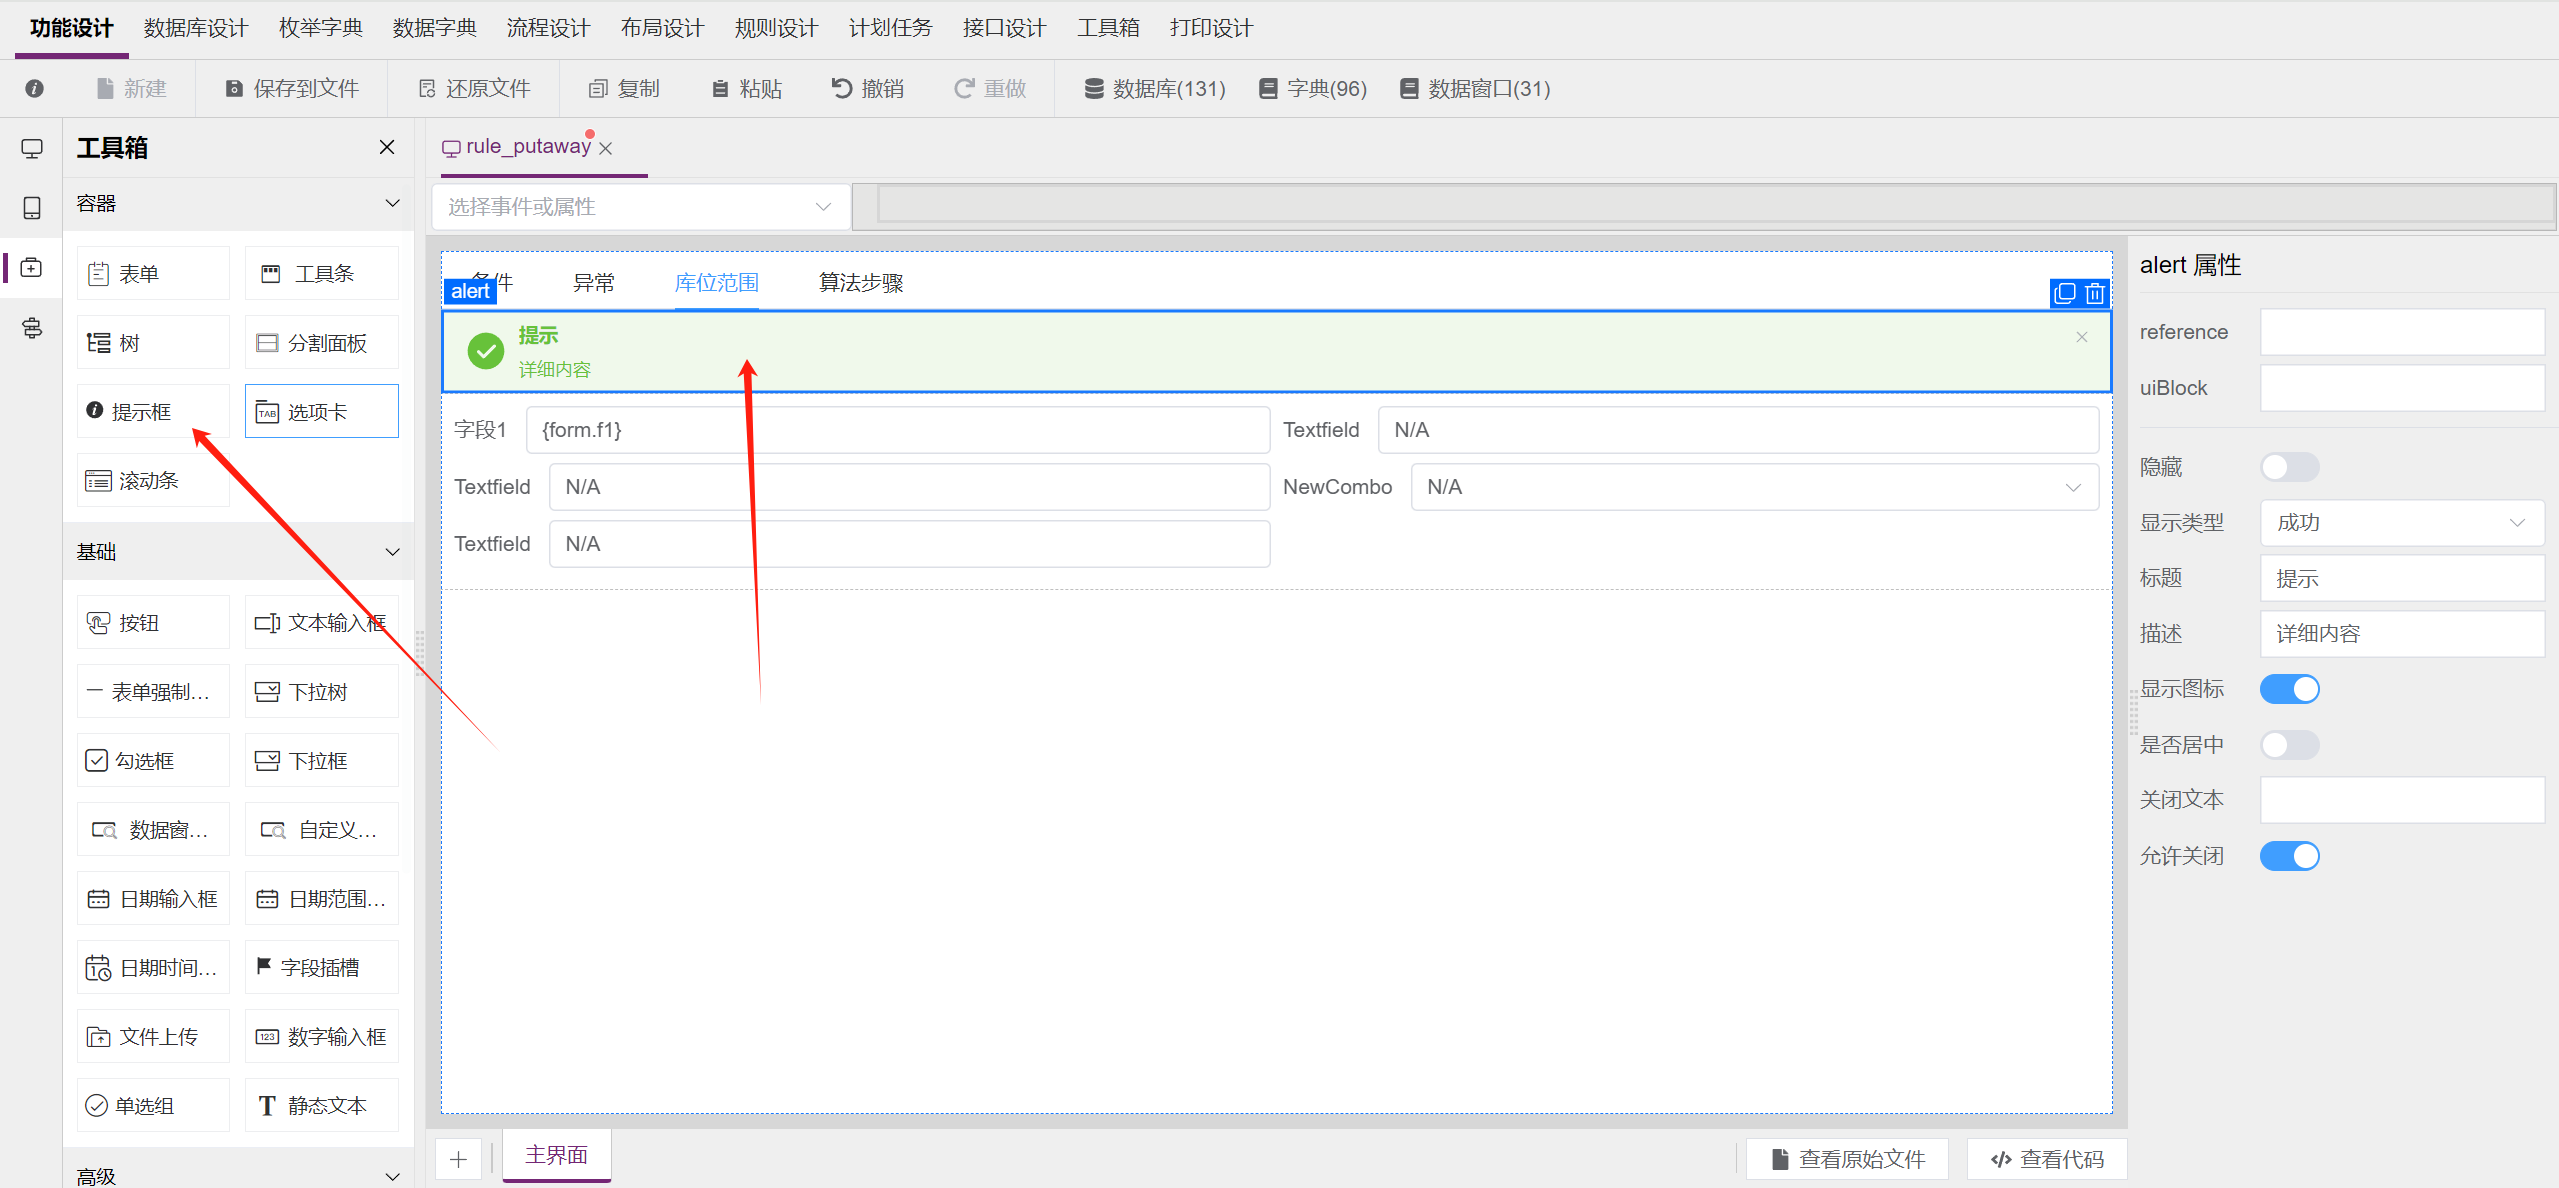 功能设计 数据库设计 枚举字典 数据字典 流程设计 布局设计 规则设计 计划任务 接口设计 工具箱 打印设计
新建 保存到文件 还原文件 复制 粘贴 撤销 重做 数据库(131) 字典(96) 数据窗口(31)
工具箱
容器
表单 工具条
树 分割面板
提示框 TAB 选项卡
滚动条
基础
按钮 文本输入框
表单强制... 下拉树
勾选框 下拉框
数据窗... 自定义...
日期输入框 日期范围...
日期时间... 字段插槽
文件上传 123 数字输入框
单选组 T 静态文本
高级
rule_putaway
选择事件或属性
条件 异常 库位范围 算法步骤
alert
提示
详细内容
字段1 {form.f1} Textfield N/A
Textfield N/A NewCombo N/A
Textfield N/A
主界面 查看原始文件 查看代码
alert 属性
reference
uiBlock
隐藏
显示类型 成功
标题 提示
描述 详细内容
显示图标
是否居中
关闭文本
允许关闭